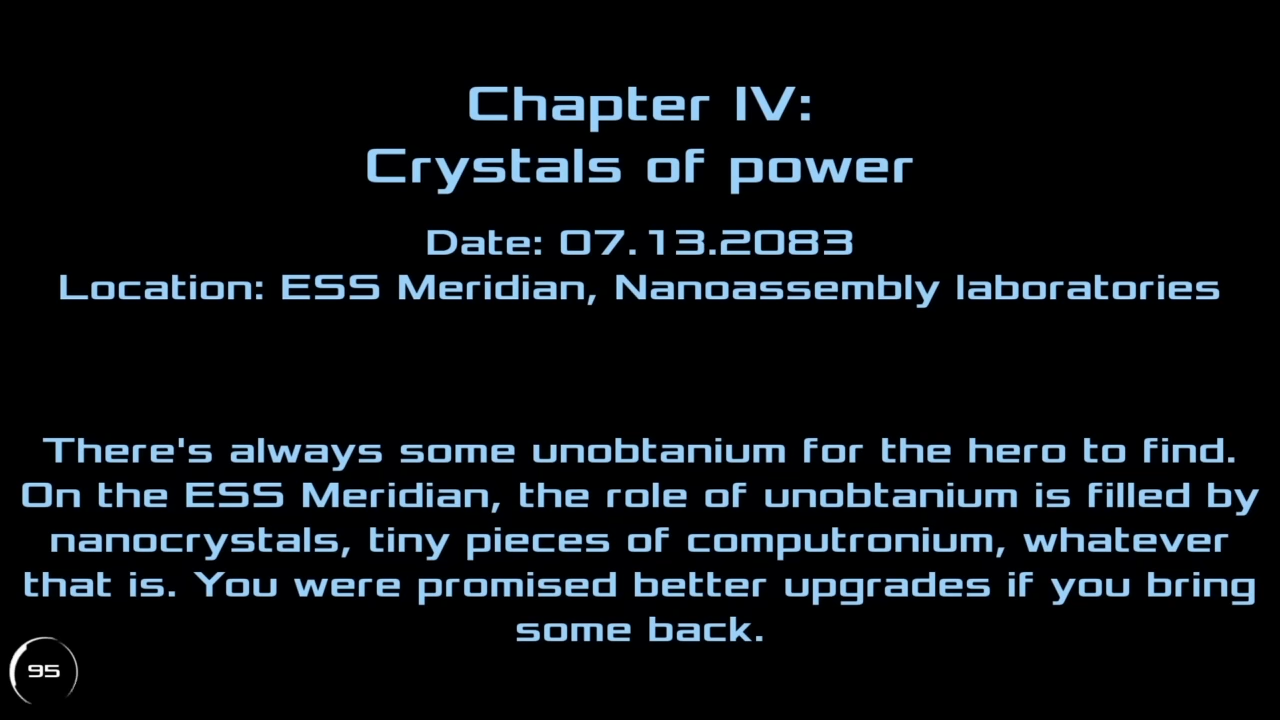 Chapter IV:
Crystals of power
Date: 07.13.2083
Location: ESS Meridian, Nanoassembly laboratories
There's always some unobtanium for the hero to find.
On the ESS Meridian, the role of unobtanium is filled by
nanocrystals, tiny pieces of computronium, whatever
that is. You were promised better upgrades if you bring
some back.
95